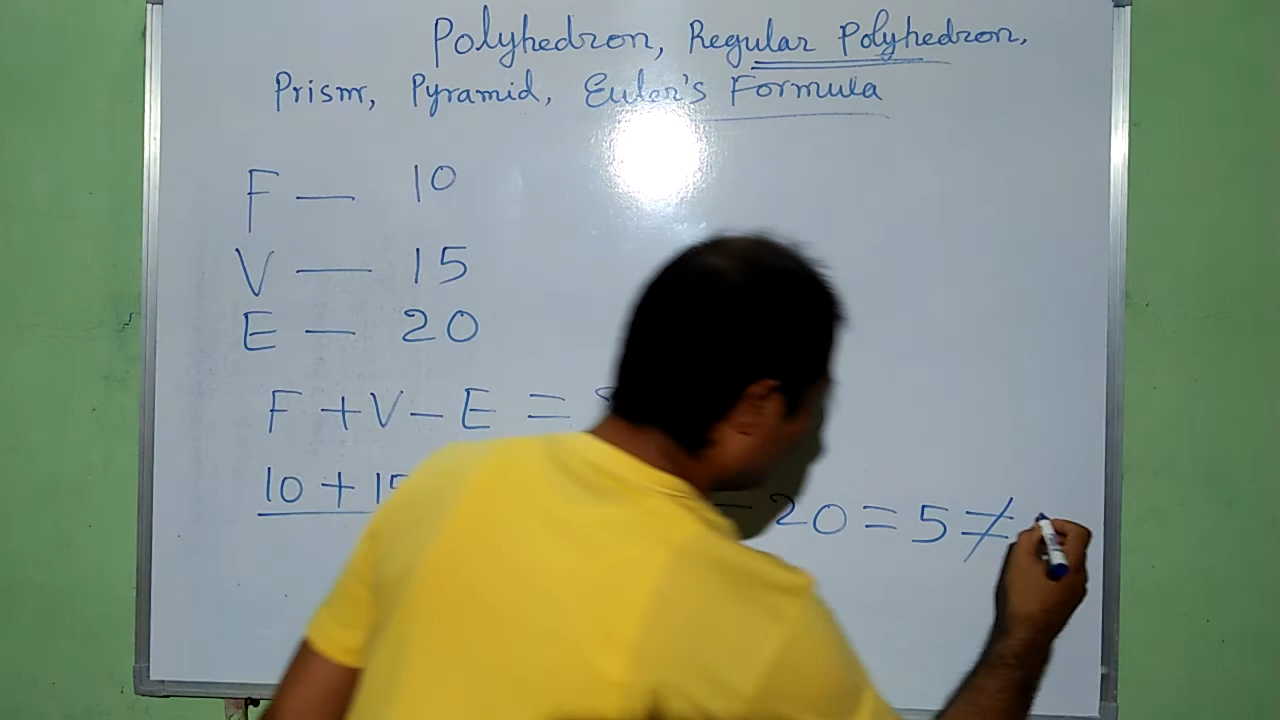 Polyhedron, Regular Polyhedron,
Prism, Pyramid, Euler's Formula
F — 10
V — 15
E — 20
F + V - E =
10 + 15 - 20 = 5 ≠